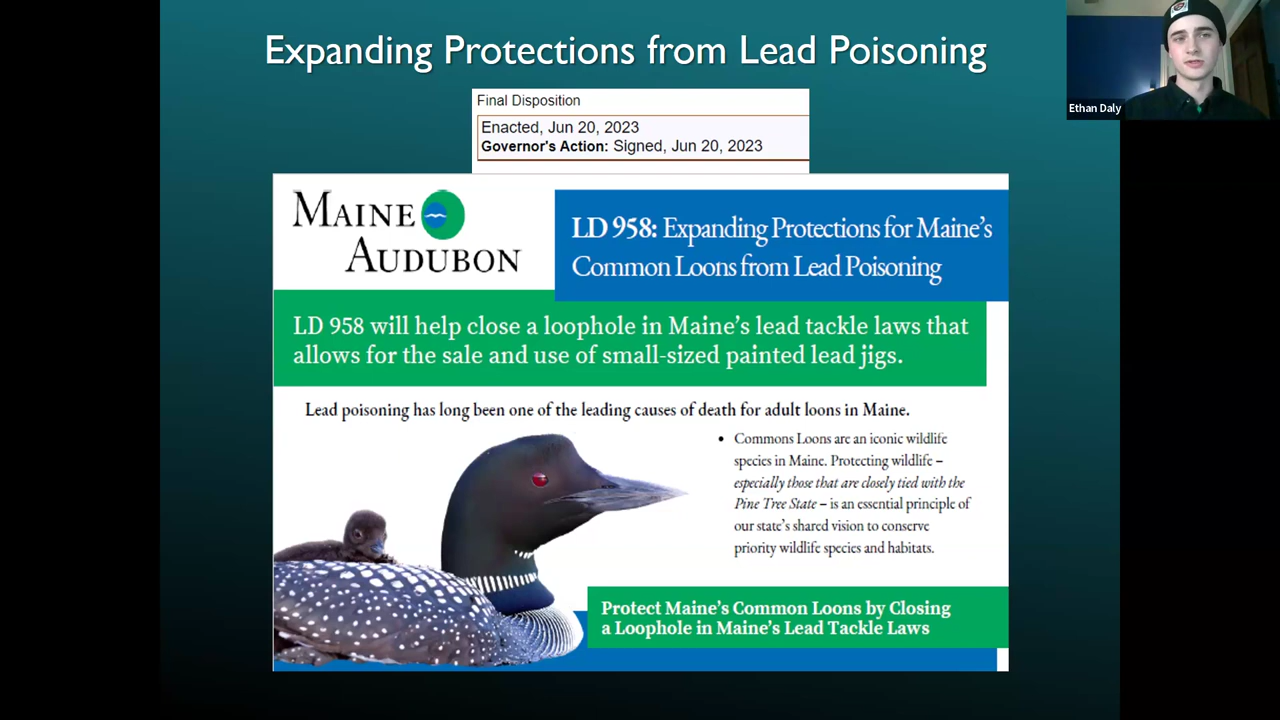 Expanding Protections from Lead Poisoning
Ethan Daly
Final Disposition
Enacted, Jun 20, 2023
Governor's Action: Signed, Jun 20, 2023
MAINE
AUDUBON
LD 958: Expanding Protections for Maine's
Common Loons from Lead Poisoning
LD 958 will help close a loophole in Maine's lead tackle laws that
allows for the sale and use of small-sized painted lead jigs.
Lead poisoning has long been one of the leading causes of death for adult loons in Maine.
• Commons Loons are an iconic wildlife
species in Maine. Protecting wildlife –
especially those that are closely tied with the
Pine Tree State – is an essential principle of
our state's shared vision to conserve
priority wildlife species and habitats.
Protect Maine's Common Loons by Closing
a Loophole in Maine's Lead Tackle Laws